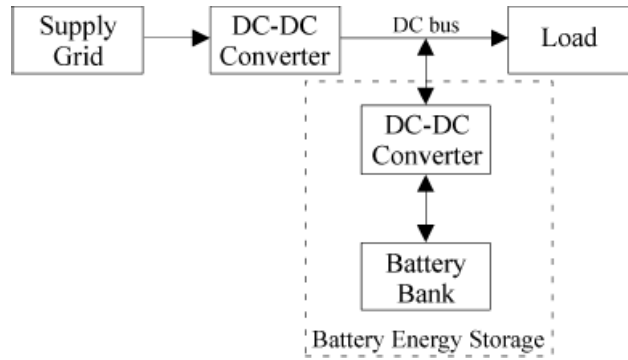 Supply
Grid
DC-DC
Converter
DC bus
Load
DC-DC
Converter
Battery
Bank
Battery Energy Storage